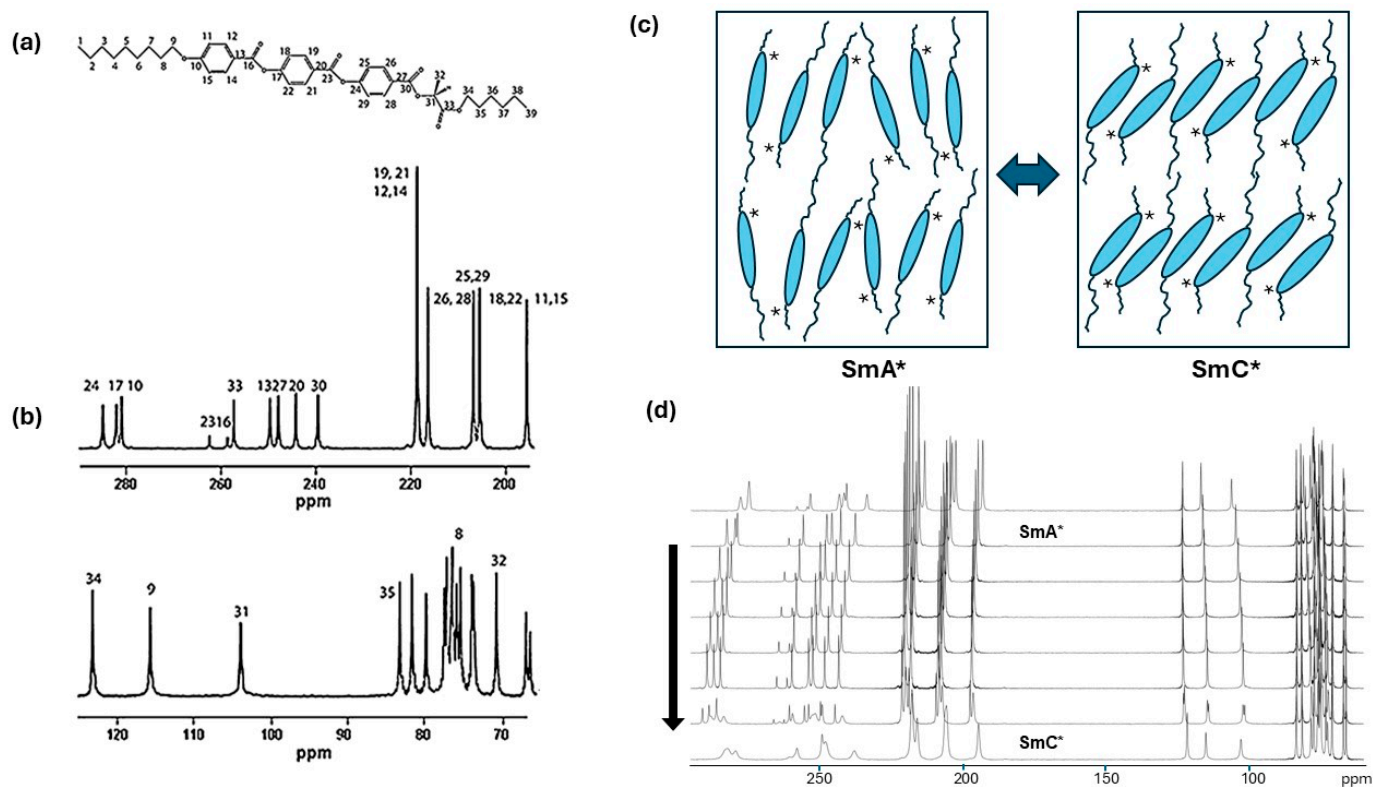 (a)
1 3 5 7 9 11 12
2 4 6 8 10 13 16
15 14 18 19
17 20 23 25 26
22 21 24 27 30 32
29 28 31 33 34 36 38
35 37 39
(b)
19, 21
12,14
25,29
26, 28 18,22 11,15
24 17 10 33 1327 20 30
2316
280 260 240 220 200
ppm
34 9 31 35 8 32
120 110 100 90 80 70
ppm
(c)
* * * * * *
* * * * * *
SmA*
* * * * * *
* * * * * *
SmC*
(d)
SmA*
SmC*
250 200 150 100 ppm